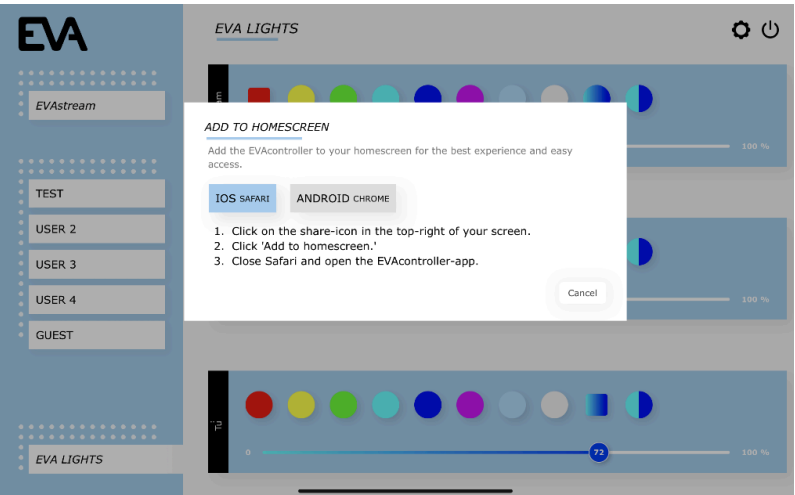 EVA
EVA LIGHTS
EVAstream
100 %
ADD TO HOMESCREEN
Add the EVAcontroller to your homescreen for the best experience and easy
access.
IOS SAFARI
ANDROID CHROME
1. Click on the share-icon in the top-right of your screen.
2. Click 'Add to homescreen.'
3. Close Safari and open the EVAcontroller-app.
Cancel
TEST
USER 2
USER 3
USER 4
GUEST
100 %
EVA LIGHTS
0
72
100 %